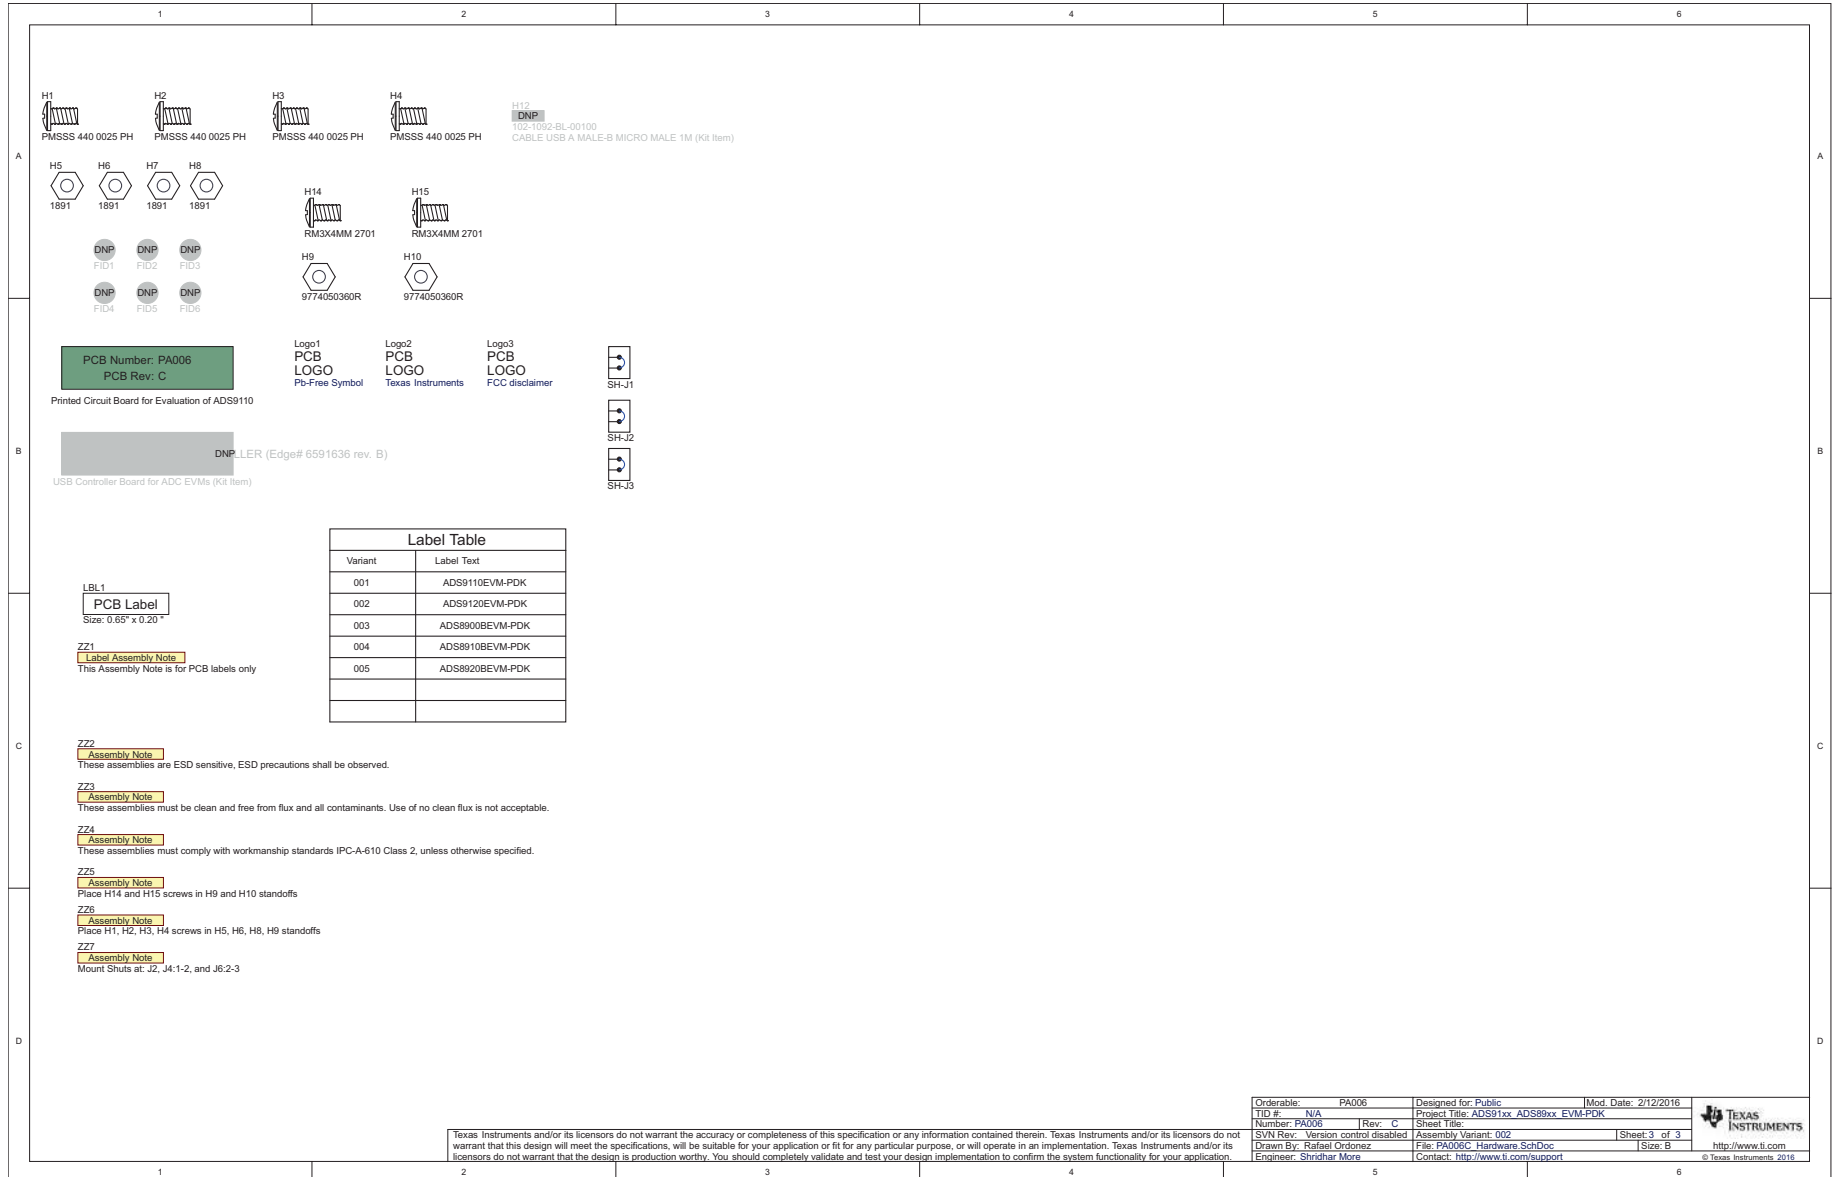 1 2 3 4 5 6
H1 H2 H3 H4
PMSSS 440 0025 PH PMSSS 440 0025 PH PMSSS 440 0025 PH PMSSS 440 0025 PH
H12
DNP
102-1092-BL-00100
CABLE USB A MALE-B MICRO MALE 1M (Kit Item)
A A
H5 H6 H7 H8
1891 1891 1891 1891
H14 H15
RM3X4MM 2701 RM3X4MM 2701
DNP DNP DNP
FID1 FID2 FID3
H9 H10
9774050360R 9774050360R
DNP DNP DNP
FID4 FID5 FID6
PCB Number: PA006
PCB Rev: C
Printed Circuit Board for Evaluation of ADS9110
Logo1 Logo2 Logo3
PCB PCB PCB
LOGO LOGO LOGO
Pb-Free Symbol Texas Instruments FCC disclaimer
SH-J1
SH-J2
SH-J3
B B
DNP LLER (Edge# 6591636 rev. B)
USB Controller Board for ADC EVMs (Kit Item)
Label Table
Variant Label Text
001 ADS9110EVM-PDK
002 ADS9120EVM-PDK
003 ADS8900BEVM-PDK
004 ADS8910BEVM-PDK
005 ADS8920BEVM-PDK
LBL1
PCB Label
Size: 0.65" x 0.20 "
ZZ1
Label Assembly Note
This Assembly Note is for PCB labels only
C C
ZZ2
Assembly Note
These assemblies are ESD sensitive, ESD precautions shall be observed.
ZZ3
Assembly Note
These assemblies must be clean and free from flux and all contaminants. Use of no clean flux is not acceptable.
ZZ4
Assembly Note
These assemblies must comply with workmanship standards IPC-A-610 Class 2, unless otherwise specified.
ZZ5
Assembly Note
Place H14 and H15 screws in H9 and H10 standoffs
ZZ6
Assembly Note
Place H1, H2, H3, H4 screws in H5, H6, H8, H9 standoffs
ZZ7
Assembly Note
Mount Shuts at: J2, J4:1-2, and J6:2-3
D D
Texas Instruments and/or its licensors do not warrant the accuracy or completeness of this specification or any information contained therein. Texas Instruments and/or its licensors do not
warrant that this design will meet the specifications, will be suitable for your application or fit for any particular purpose, or will operate in an implementation. Texas Instruments and/or its
licensors do not warrant that the design is production worthy. You should completely validate and test your design implementation to confirm the system functionality for your application.
Orderable: PA006 Designed for: Public Mod. Date: 2/12/2016
TID #: N/A Project Title: ADS91xx_ADS89xx_EVM-PDK
Number: PA006 Rev: C Sheet Title:
SVN Rev: Version control disabled Assembly Variant: 002 Sheet: 3 of 3
Drawn By: Rafael Ordonez File: PA006C_Hardware.SchDoc Size: B
Engineer: Shridhar More Contact: http://www.ti.com/support
TEXAS
INSTRUMENTS
http://www.ti.com
© Texas Instruments 2016
1 2 3 4 5 6